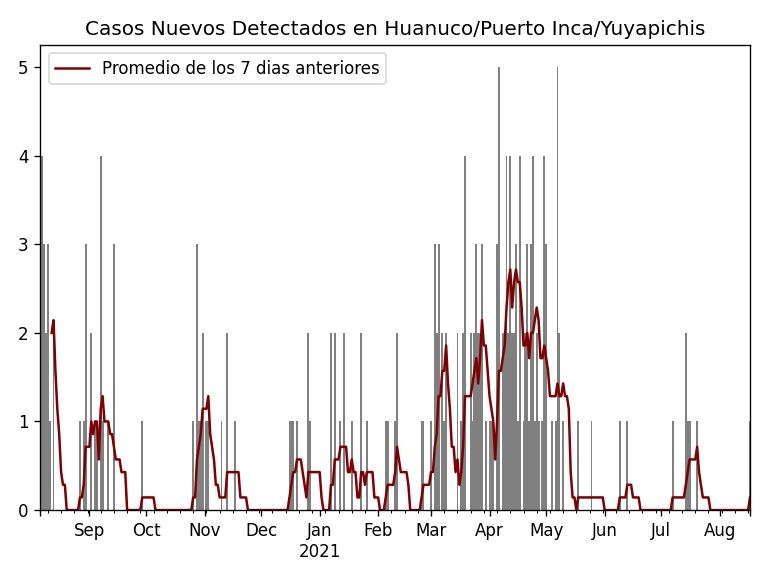 Casos Nuevos Detectados en Huanuco/Puerto Inca/Yuyapichis
Promedio de los 7 dias anteriores
5
4
3
2
1
0
Sep Oct Nov Dec Jan Feb Mar Apr May Jun Jul Aug
2021